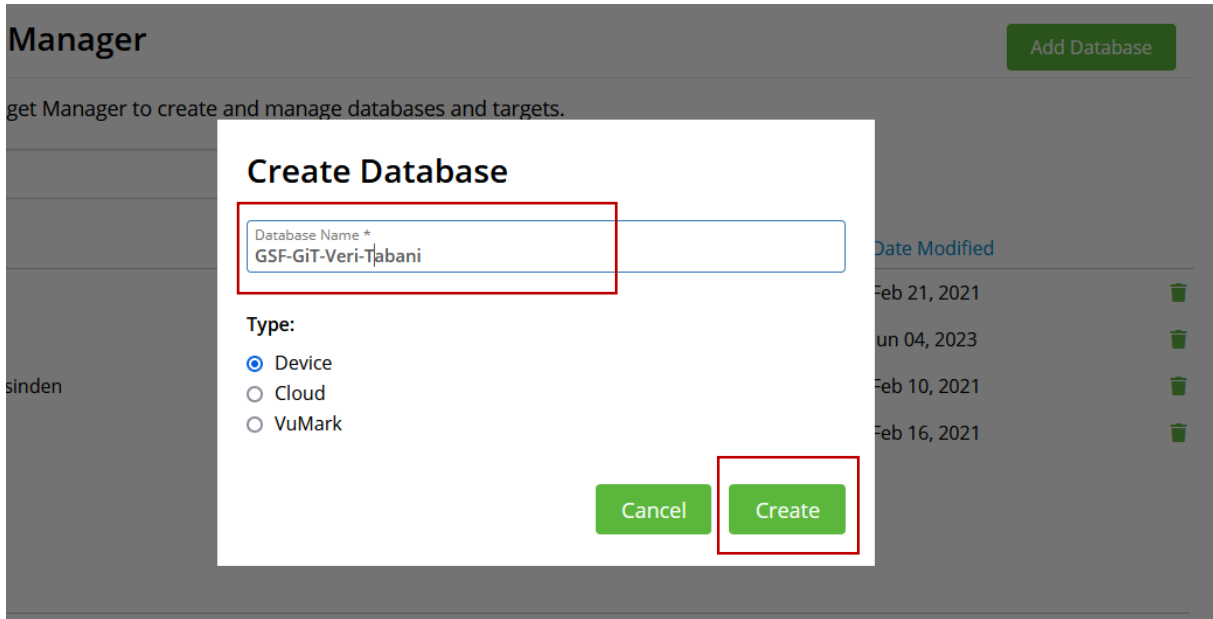 Manager
Add Database
get Manager to create and manage databases and targets.
Create Database
Database Name *
GSF-GiT-Veri-Tabani
Date Modified
Feb 21, 2021
Type:
un 04, 2023
Device
sinden
Feb 10, 2021
Cloud
VuMark
Feb 16, 2021
Cancel
Create